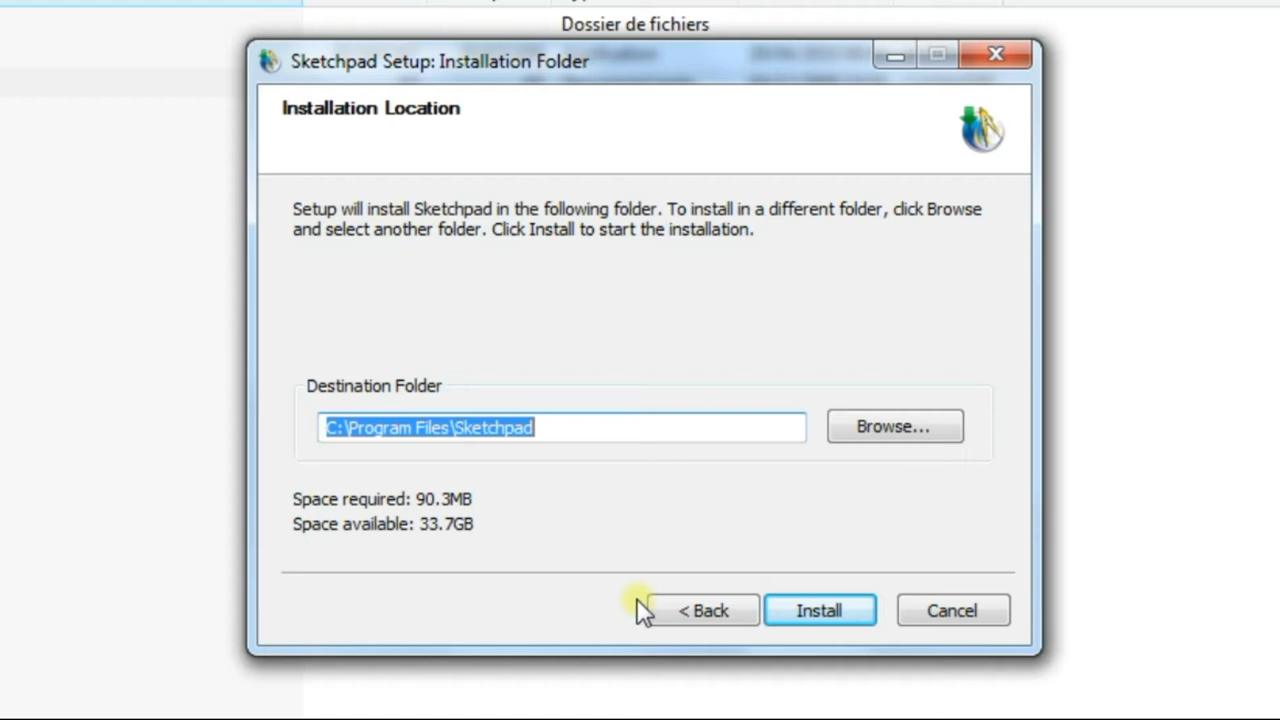 Dossier de fichiers
Sketchpad Setup: Installation Folder
Installation Location
Setup will install Sketchpad in the following folder. To install in a different folder, click Browse
and select another folder. Click Install to start the installation.
Destination Folder
C:\Program Files\Sketchpad
Browse...
Space required: 90.3MB
Space available: 33.7GB
< Back
Install
Cancel